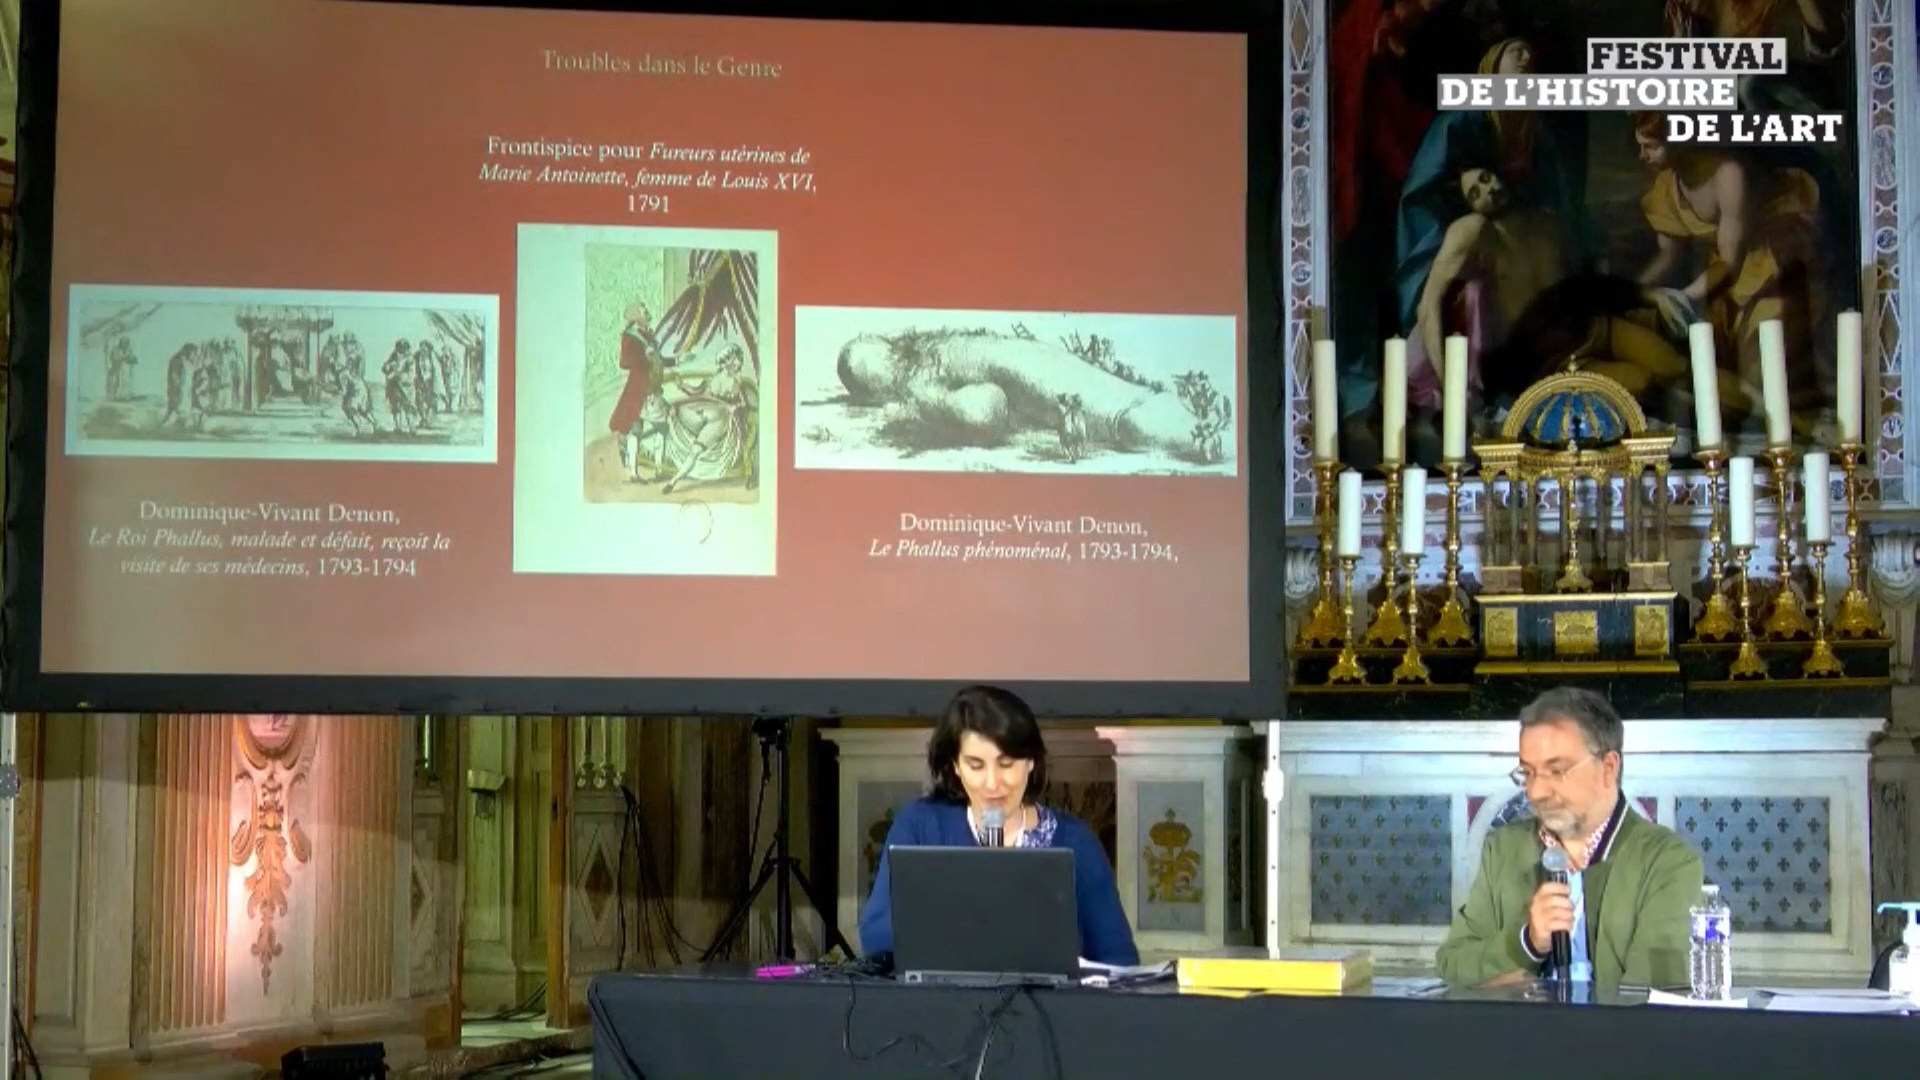 FESTIVAL
DE L'HISTOIRE
DE L'ART
Troubles dans le Genre
Frontispice pour Fureurs utérines de
Marie Antoinette, femme de Louis XVI,
1791
Dominique-Vivant Denon,
Le Roi Phallus, malade et défait, reçoit la
visite de ses médecins, 1793-1794
Dominique-Vivant Denon,
Le Phallus phénoménal, 1793-1794,